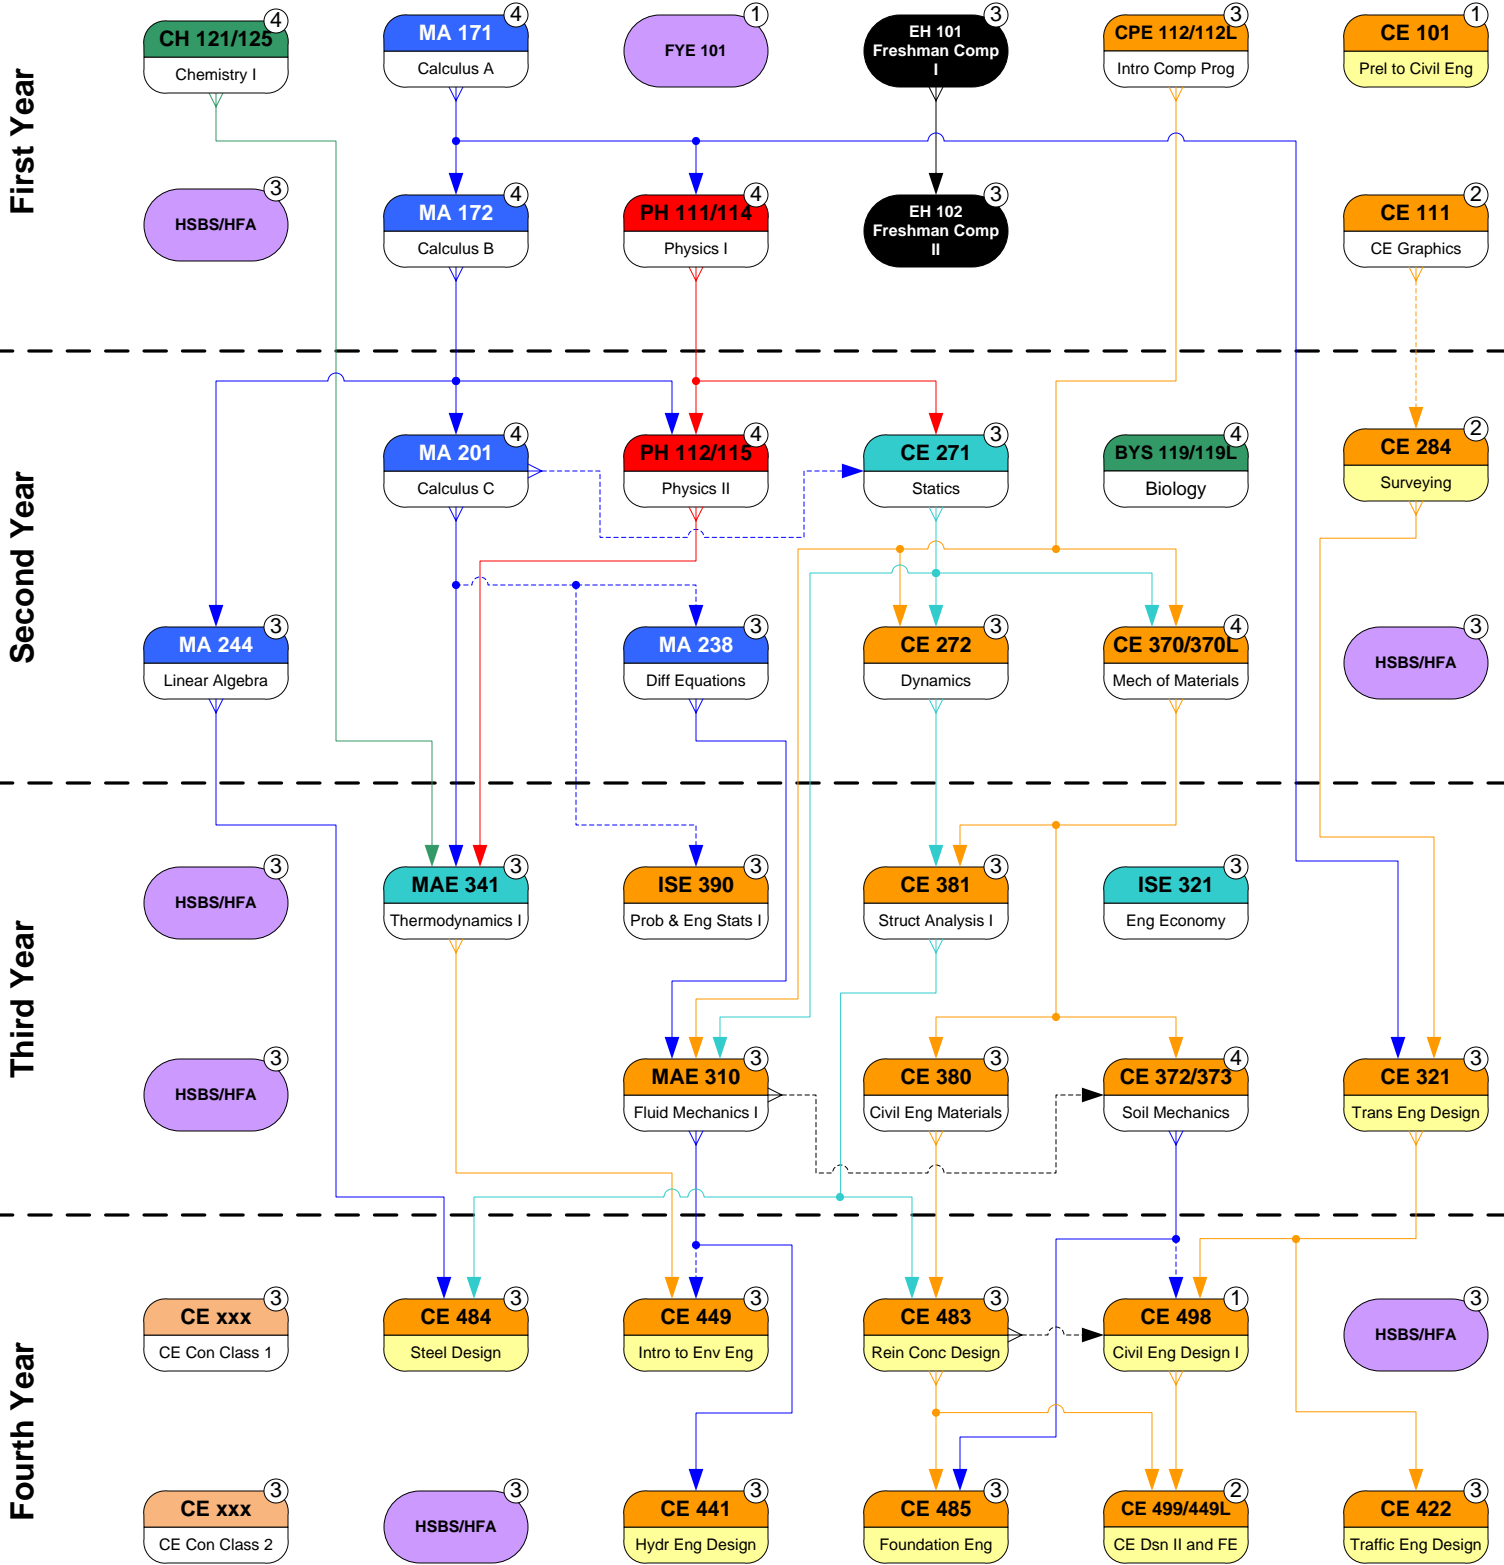 First Year
CH 121/125
4
Chemistry I
MA 171
4
Calculus A
FYE 101
1
EH 101
Freshman Comp
I
3
CPE 112/112L
3
Intro Comp Prog
CE 101
1
Prel to Civil Eng
HSBS/HFA
3
MA 172
4
Calculus B
PH 111/114
4
Physics I
EH 102
Freshman Comp
II
3
CE 111
2
CE Graphics
Second Year
MA 201
4
Calculus C
PH 112/115
4
Physics II
CE 271
3
Statics
BYS 119/119L
4
Biology
CE 284
2
Surveying
MA 244
3
Linear Algebra
MA 238
3
Diff Equations
CE 272
3
Dynamics
CE 370/370L
4
Mech of Materials
HSBS/HFA
3
Third Year
HSBS/HFA
3
MAE 341
3
Thermodynamics I
ISE 390
3
Prob & Eng Stats I
CE 381
3
Struct Analysis I
ISE 321
3
Eng Economy
HSBS/HFA
3
MAE 310
3
Fluid Mechanics I
CE 380
3
Civil Eng Materials
CE 372/373
4
Soil Mechanics
CE 321
3
Trans Eng Design
Fourth Year
CE xxx
3
CE Con Class 1
CE 484
3
Steel Design
CE 449
3
Intro to Env Eng
CE 483
3
Rein Conc Design
CE 498
1
Civil Eng Design I
HSBS/HFA
3
CE xxx
3
CE Con Class 2
HSBS/HFA
3
CE 441
3
Hydr Eng Design
CE 485
3
Foundation Eng
CE 499/449L
2
CE Dsn II and FE
CE 422
3
Traffic Eng Design